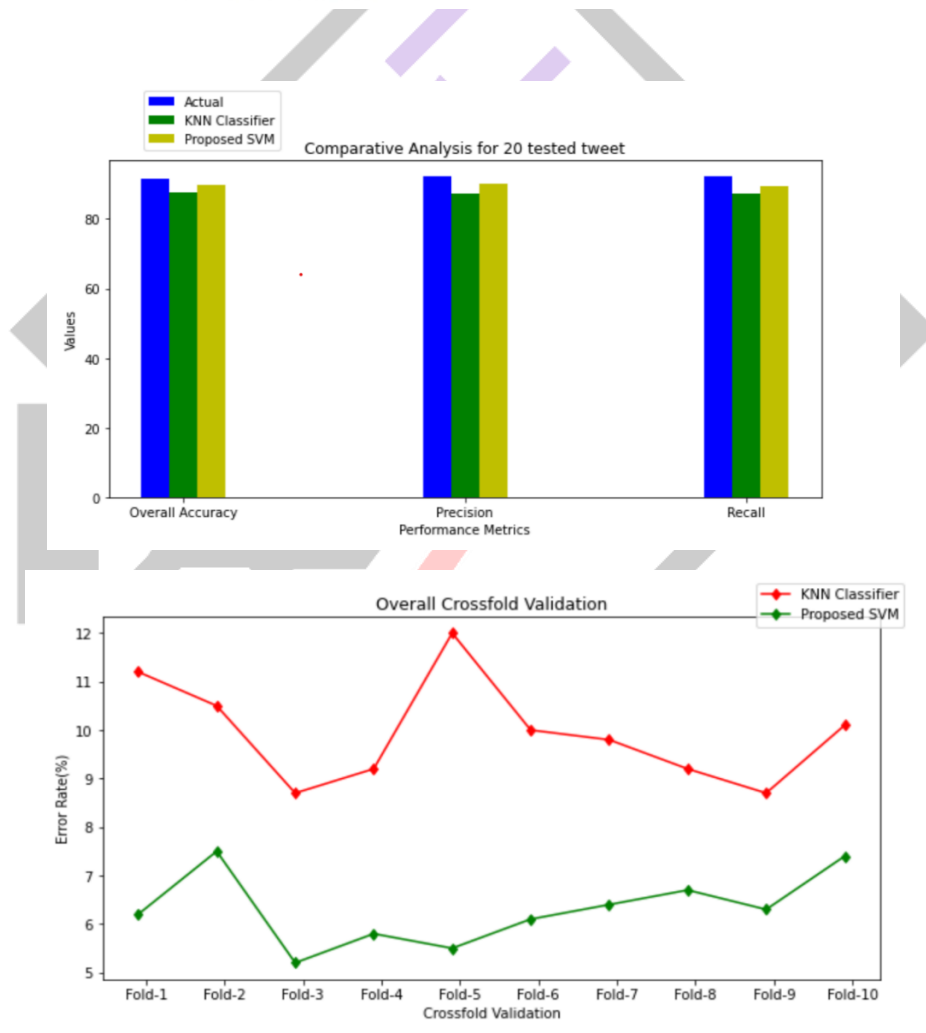 Actual
KNN Classifier
Proposed SVM
Comparative Analysis for 20 tested tweet
Values
80
60
40
20
0
Overall Accuracy Precision Recall
Performance Metrics
KNN Classifier
Proposed SVM
Overall Crossfold Validation
Error Rate(%)
12
11
10
9
8
7
6
5
Fold-1 Fold-2 Fold-3 Fold-4 Fold-5 Fold-6 Fold-7 Fold-8 Fold-9 Fold-10
Crossfold Validation